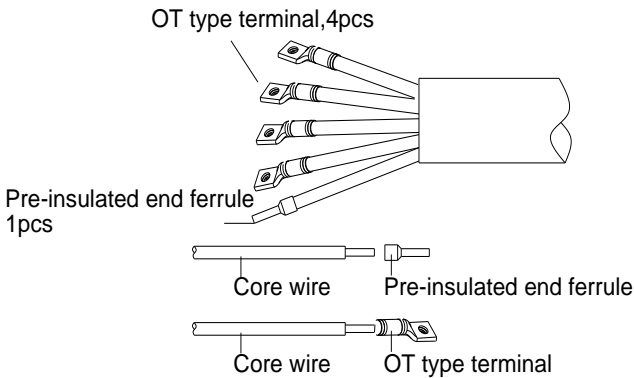 OT type terminal,4pcs
Pre-insulated end ferrule
1pcs
Core wire
Pre-insulated end ferrule
Core wire
OT type terminal